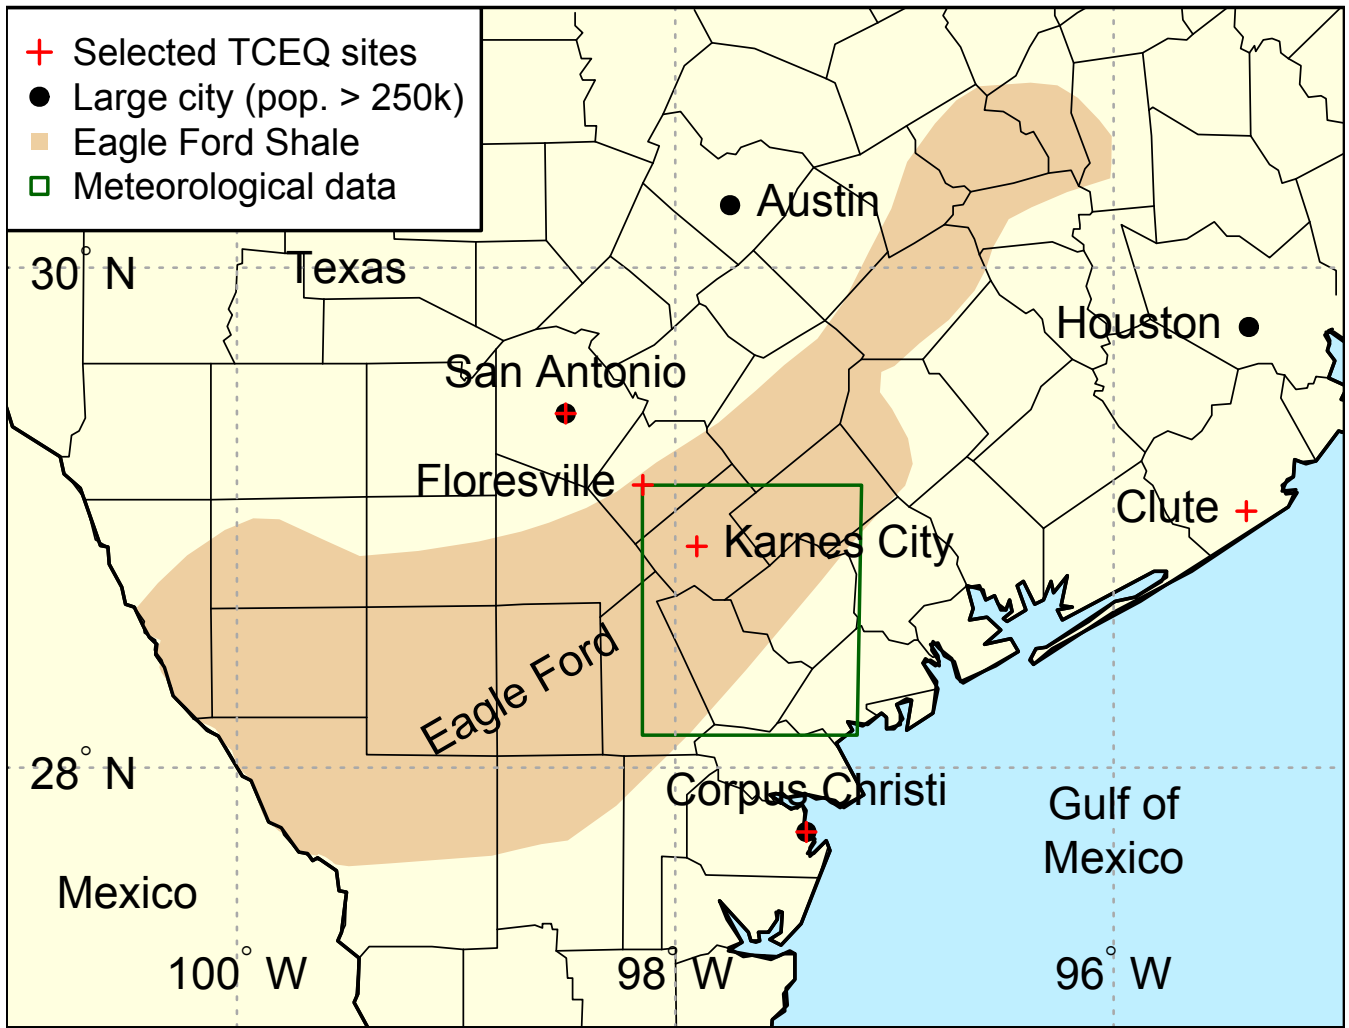 Selected TCEQ sites
Large city (pop. > 250k)
Eagle Ford Shale
Meteorological data
Austin
30° N
Texas
Houston
San Antonio
Floresville
Clute
Karnes City
Eagle Ford
28° N
Corpus Christi
Gulf of
Mexico
Mexico
100° W
98° W
96° W